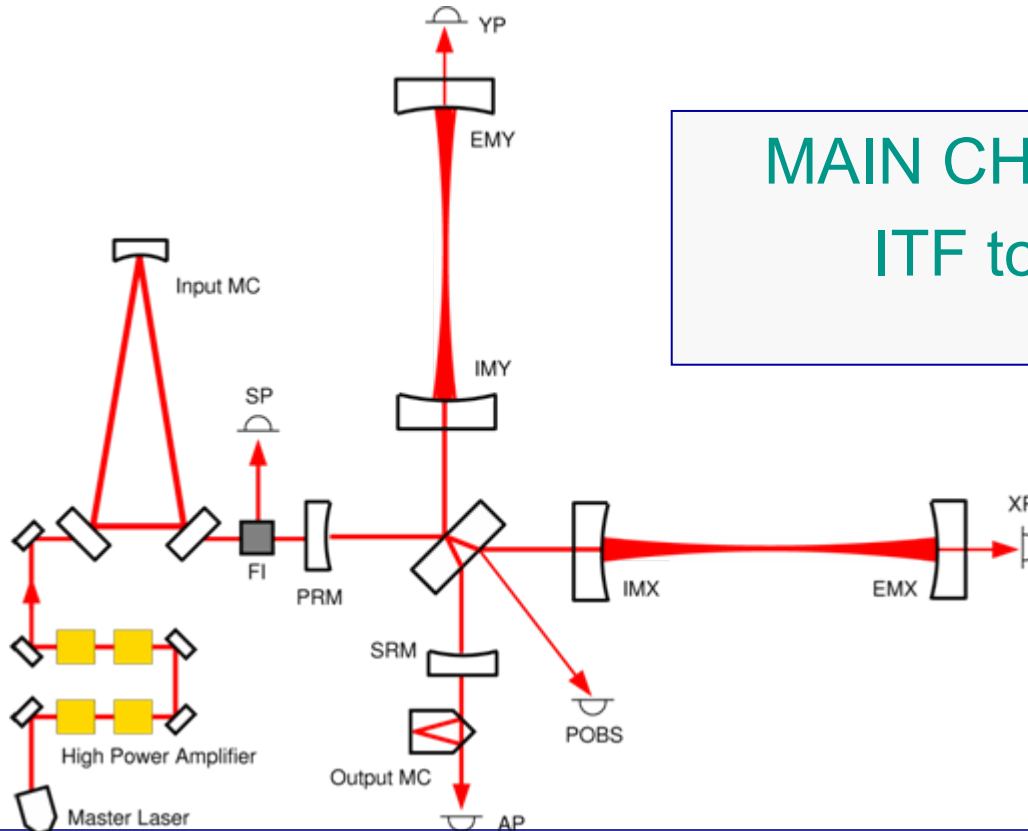 YP
EMY
MAIN CH
ITF to
Input MC
IMY
SP
XP
FI
PRM
IMX
EMX
SRM
POBS
High Power Amplifier
Output MC
Master Laser
AP